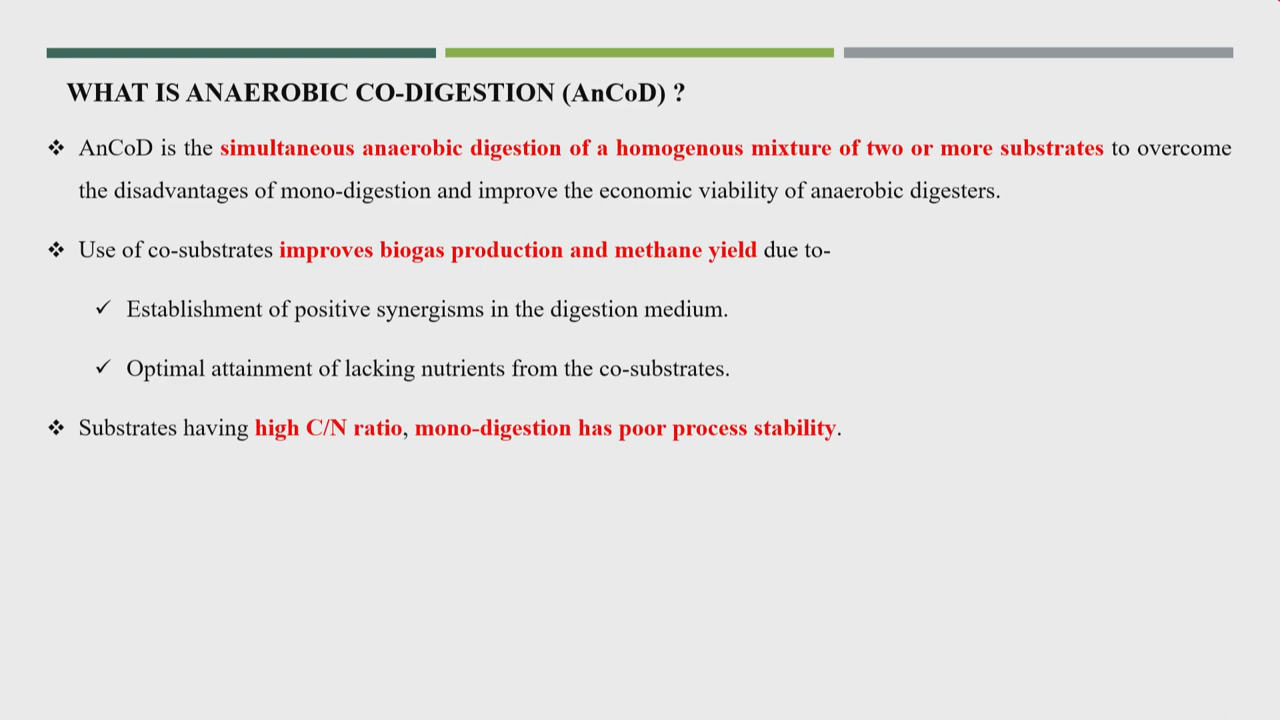 WHAT IS ANAEROBIC CO-DIGESTION (AnCoD) ?
❖ AnCoD is the simultaneous anaerobic digestion of a homogenous mixture of two or more substrates to overcome
the disadvantages of mono-digestion and improve the economic viability of anaerobic digesters.
❖ Use of co-substrates improves biogas production and methane yield due to-
✓ Establishment of positive synergisms in the digestion medium.
✓ Optimal attainment of lacking nutrients from the co-substrates.
❖ Substrates having high C/N ratio, mono-digestion has poor process stability.